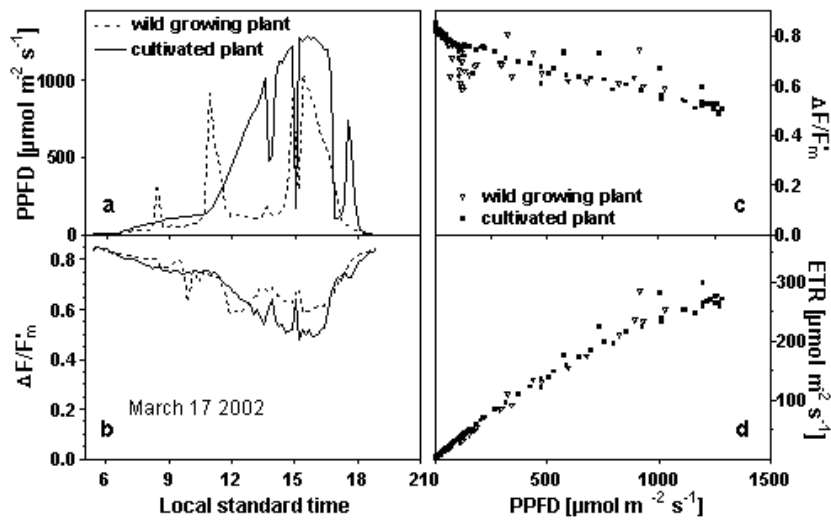 a
wild growing plant
cultivated plant
PPFD [µmol m² s⁻¹]
1000
500
0
c
wild growing plant
cultivated plant
0.8
0.6
0.4
0.2
0.0
ΔF/F'm
b
March 17 2002
ΔF/F'm
0.8
0.6
0.4
0.2
0.0
6 9 12 15 18 21
Local standard time
d
ETR [µmol m² s⁻¹]
300
200
100
0 500 1000 1500
PPFD [µmol m ⁻² s⁻¹]